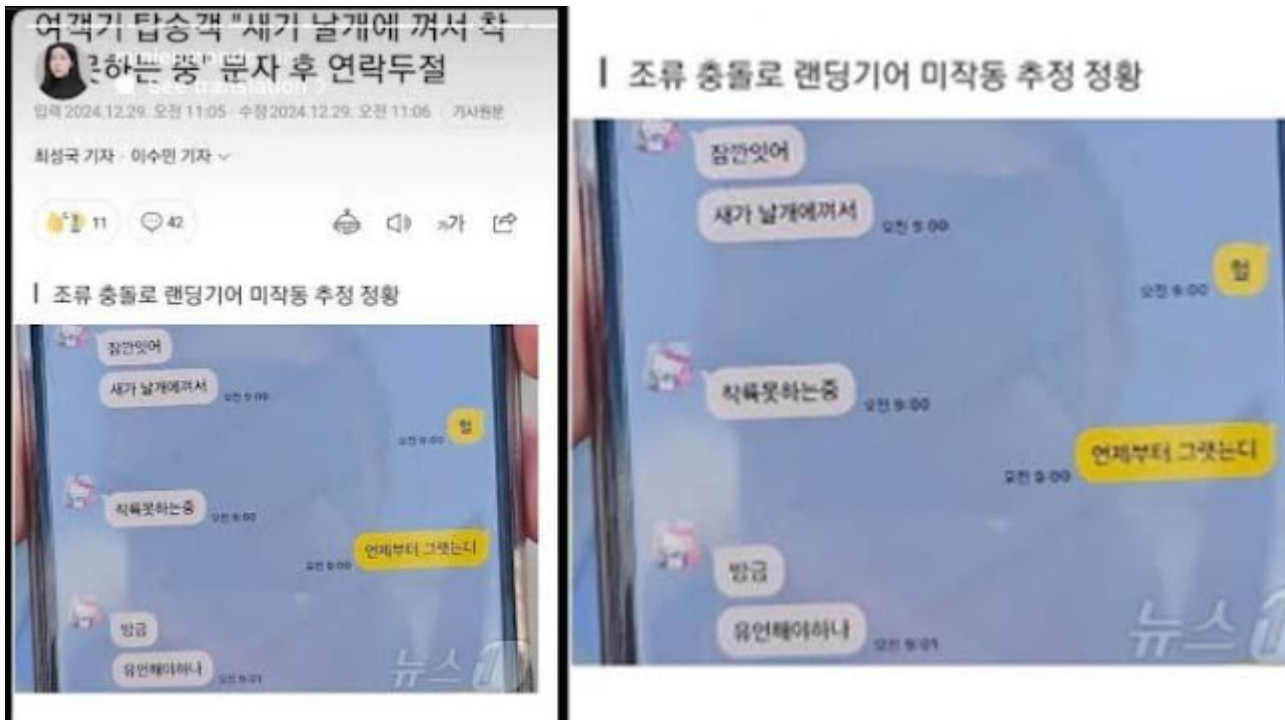 여객기 탑승객 "새가 날개에 껴서 착
못하는 중" 문자 후 연락두절
See translation
입력 2024.12.29. 오전 11:05 수정 2024.12.29. 오전 11:06 기사원문
최성국 기자 · 이수민 기자
11
42
가
조류 충돌로 랜딩기어 미작동 추정 정황
잠깐잇어
새가 날개에껴서
오전 9:00
헐
오전 9:00
착륙못하는중
오전 9:00
언제부터 그랫는디
오전 9:00
방금
유언해야하나
오전 9:01
뉴스1
조류 충돌로 랜딩기어 미작동 추정 정황
잠깐잇어
새가 날개에껴서
오전 9:00
헐
오전 9:00
착륙못하는중
오전 9:00
언제부터 그랫는디
오전 9:00
방금
유언해야하나
오전 9:01
뉴스